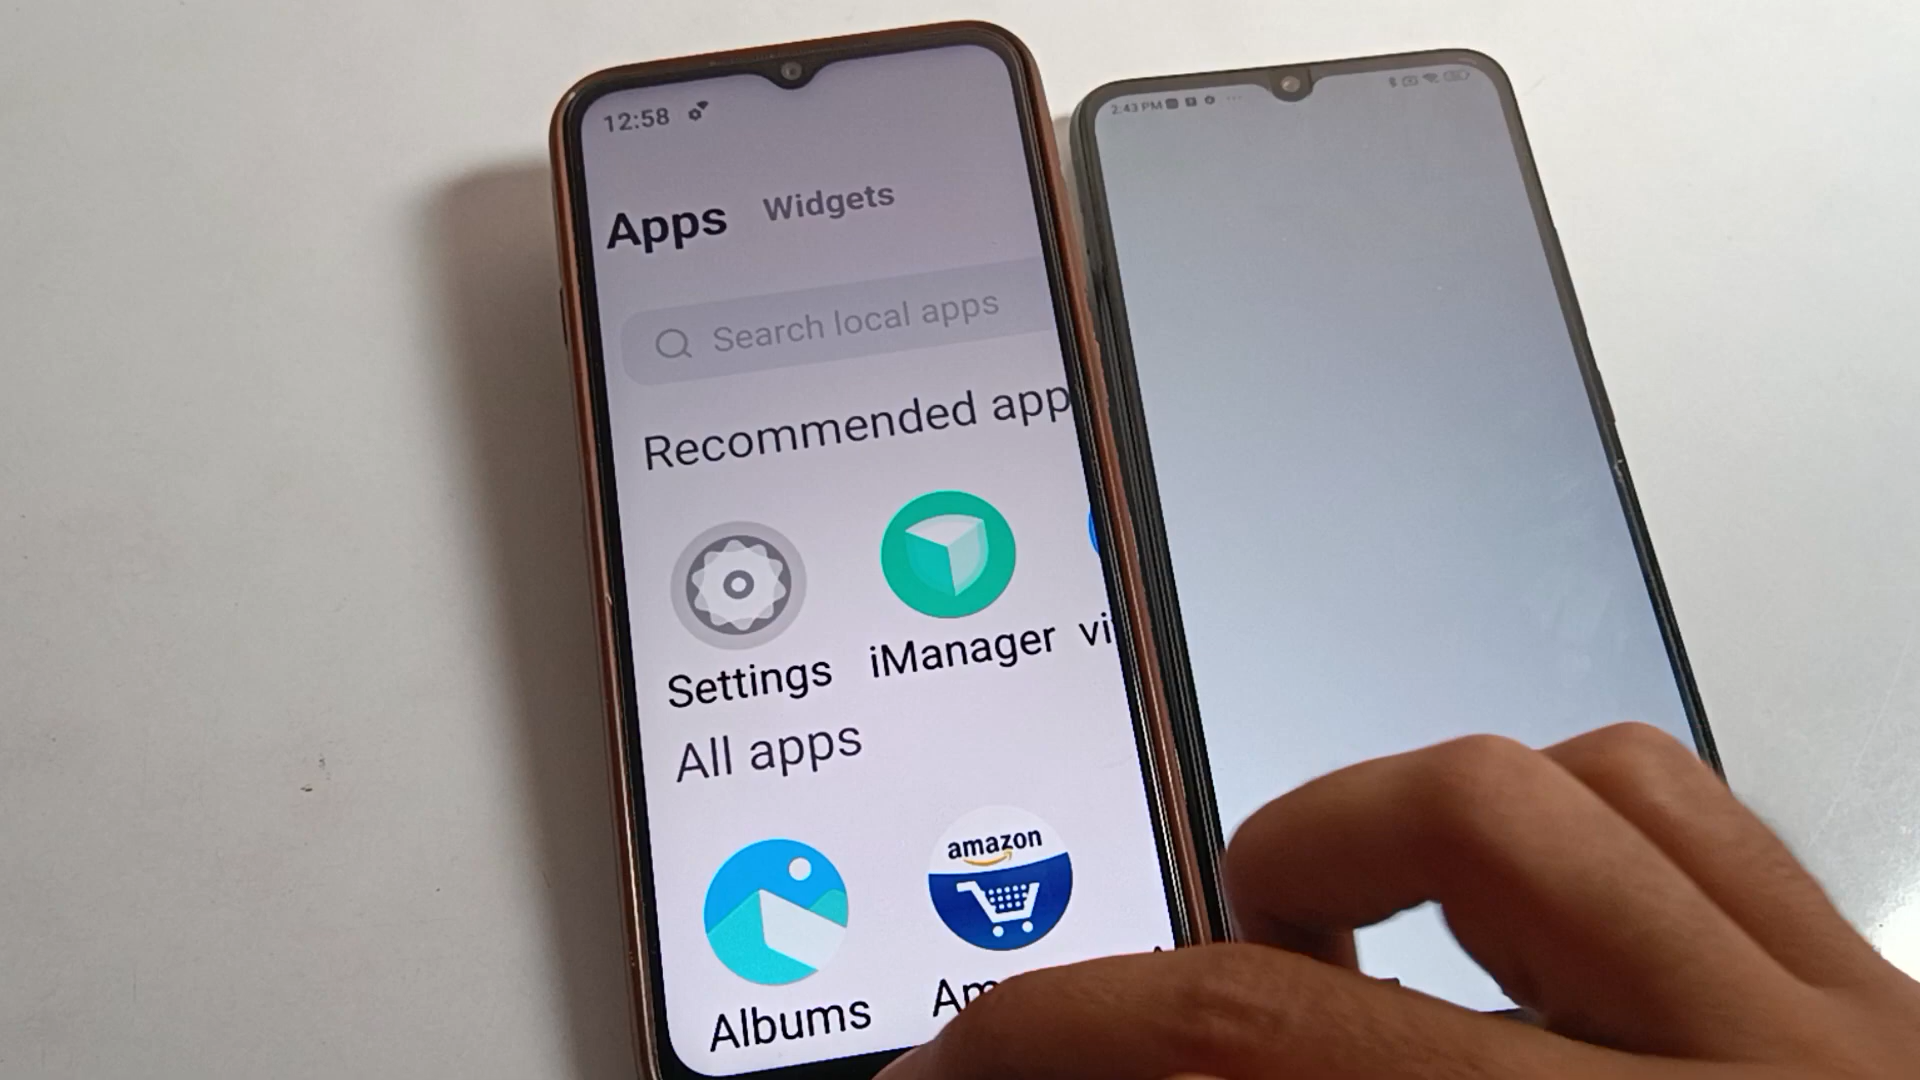 12:58
Apps Widgets
Search local apps
Recommended app
Settings iManager vi
All apps
amazon
Albums Am
2:43 PM